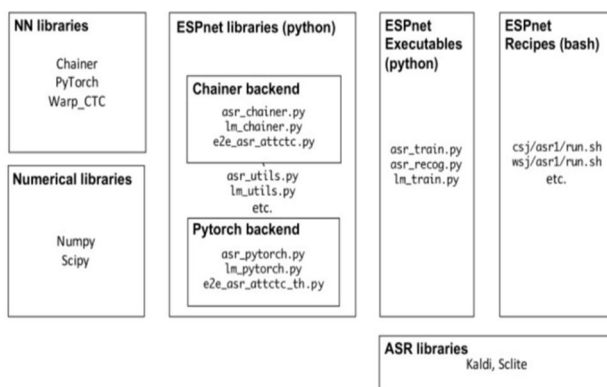 NN libraries
Chainer
PyTorch
Warp_CTC
Numerical libraries
Numpy
Scipy
ESPnet libraries (python)
Chainer backend
asr_chainer.py
lm_chainer.py
e2e_asr_attctc.py
asr_utils.py
lm_utils.py
etc.
Pytorch backend
asr_pytorch.py
lm_pytorch.py
e2e_asr_attctc_th.py
ESPnet
Executables
(python)
asr_train.py
asr_recog.py
lm_train.py
ESPnet
Recipes (bash)
csj/asr1/run.sh
wsj/asr1/run.sh
etc.
ASR libraries
Kaldi, Sclite